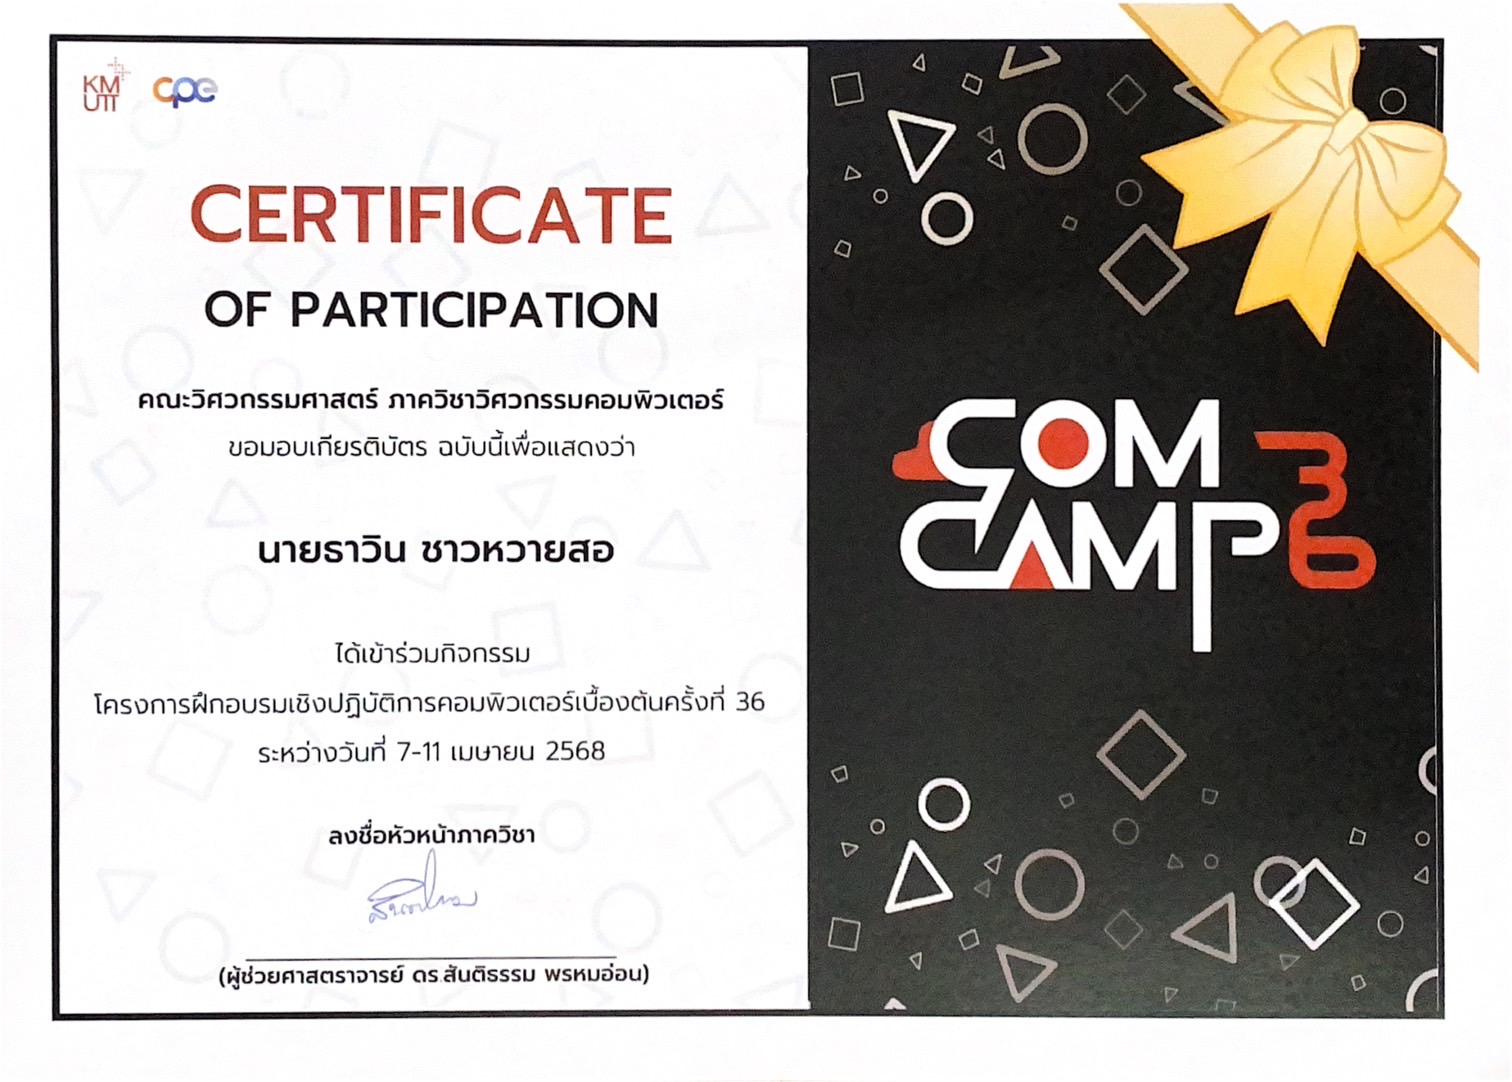 KM
UTT
cpe
CERTIFICATE
OF PARTICIPATION
คณะวิศวกรรมศาสตร์ ภาควิชาวิศวกรรมคอมพิวเตอร์
ขอมอบเกียรติบัตร ฉบับนี้เพื่อแสดงว่า
นายธาวิน ชาวหวายสอ
ได้เข้าร่วมกิจกรรม
โครงการฝึกอบรมเชิงปฏิบัติการคอมพิวเตอร์เบื้องต้นครั้งที่ 36
ระหว่างวันที่ 7-11 เมษายน 2568
ลงชื่อหัวหน้าภาควิชา
(ผู้ช่วยศาสตราจารย์ ดร.สันติธรรม พรหมอ่อน)
COM
CAMP
36